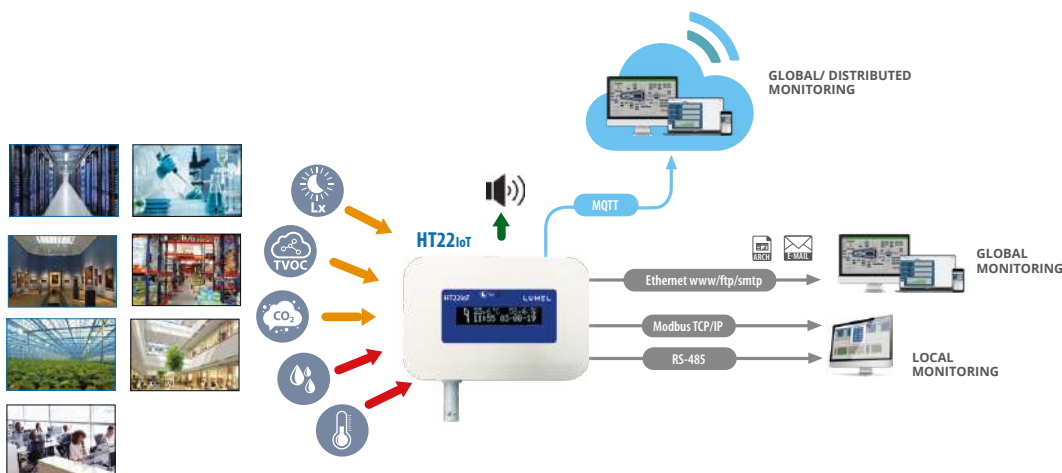 GLOBAL/ DISTRIBUTED
MONITORING
Lx
MQTT
HT22IoT
TVOC
ARCH
E-MAIL
GLOBAL
MONITORING
Ethernet www/ftp/smtp
HT22IoT
LUMEL
CO₂
Modbus TCP/IP
RS-485
LOCAL
MONITORING